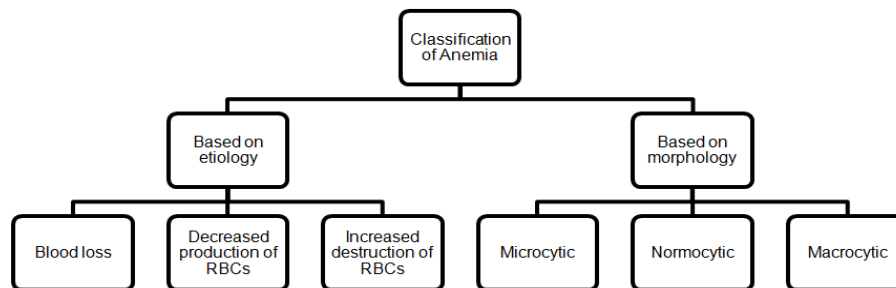 Classification
of Anemia
Based on
etiology
Based on
morphology
Blood loss
Decreased
production of
RBCs
Increased
destruction of
RBCs
Microcytic
Normocytic
Macrocytic